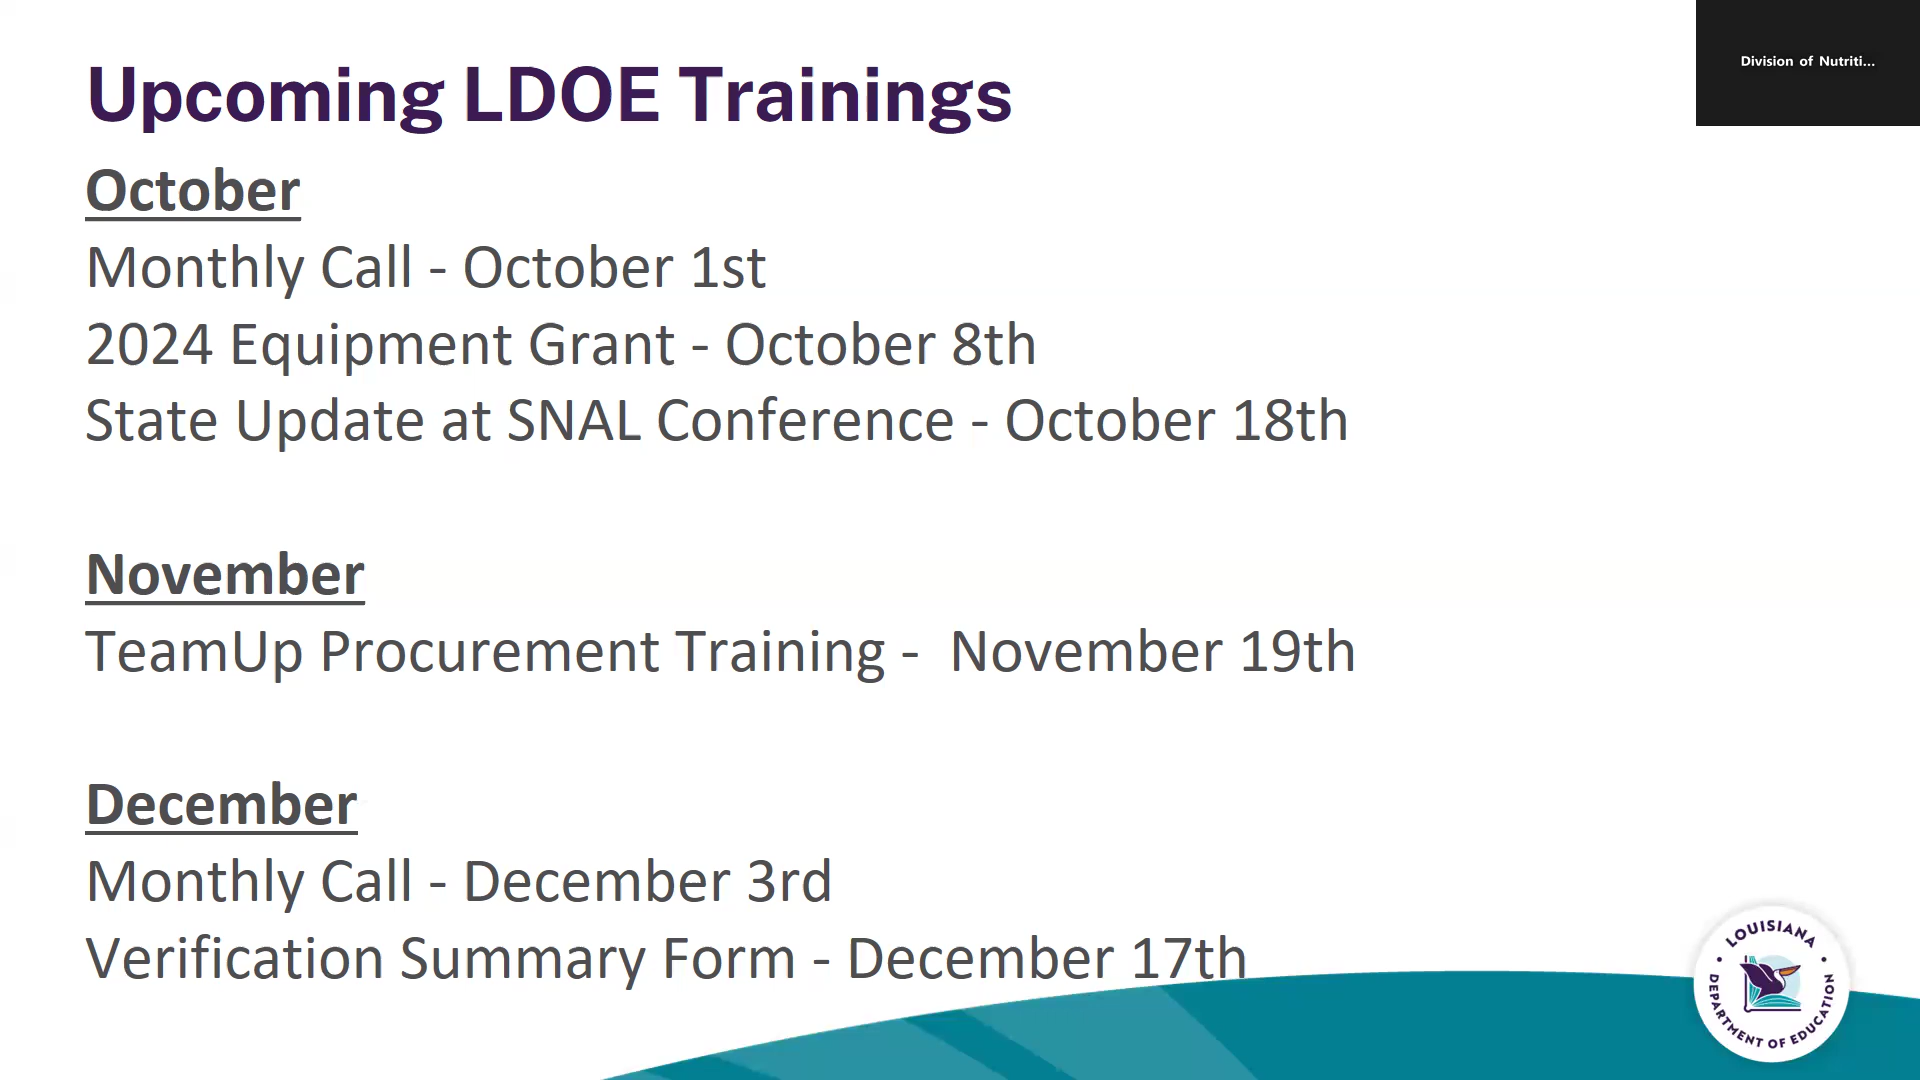 Upcoming LDOE Trainings
Division of Nutriti...
October
Monthly Call - October 1st
2024 Equipment Grant - October 8th
State Update at SNAL Conference - October 18th
November
TeamUp Procurement Training -  November 19th
December
Monthly Call - December 3rd
Verification Summary Form - December 17th
LOUISIANA
DEPARTMENT OF EDUCATION